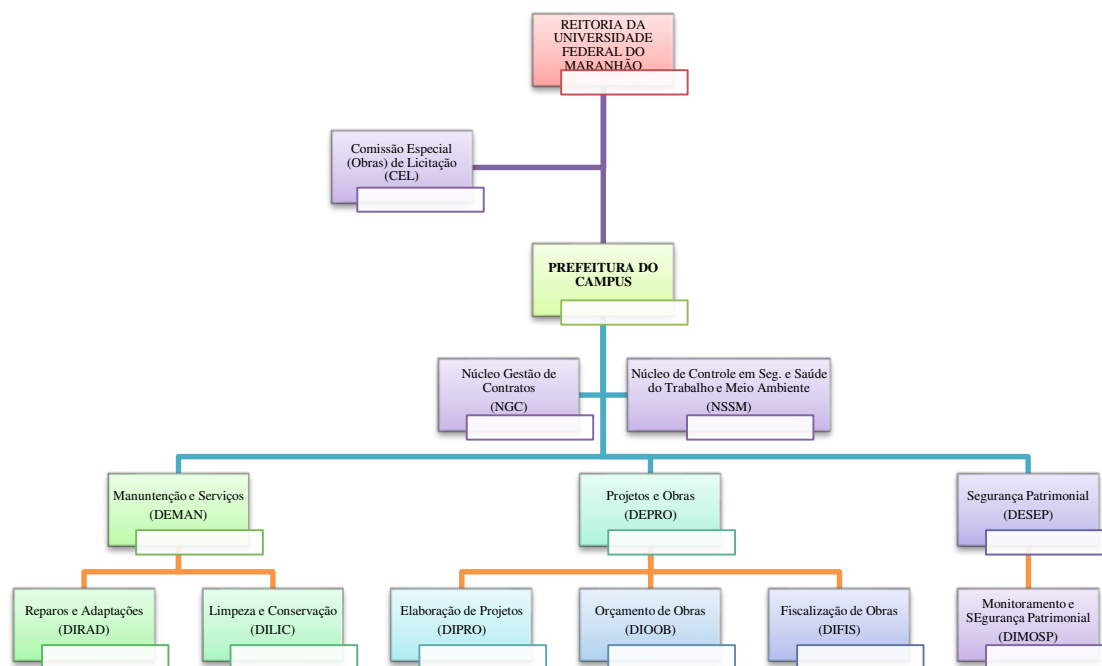 REITORIA DA
UNIVERSIDADE
FEDERAL DO
MARANHÃO
Comissão Especial
(Obras) de Licitação
(CEL)
PREFEITURA DO
CAMPUS
Núcleo Gestão de
Contratos
(NGC)
Núcleo de Controle em Seg. e Saúde
do Trabalho e Meio Ambiente
(NSSM)
Manuntenção e Serviços
(DEMAN)
Projetos e Obras
(DEPRO)
Segurança Patrimonial
(DESEP)
Reparos e Adaptações
(DIRAD)
Limpeza e Conservação
(DILIC)
Elaboração de Projetos
(DIPRO)
Orçamento de Obras
(DIOOB)
Fiscalização de Obras
(DIFIS)
Monitoramento e
SEgurança Patrimonial
(DIMOSP)